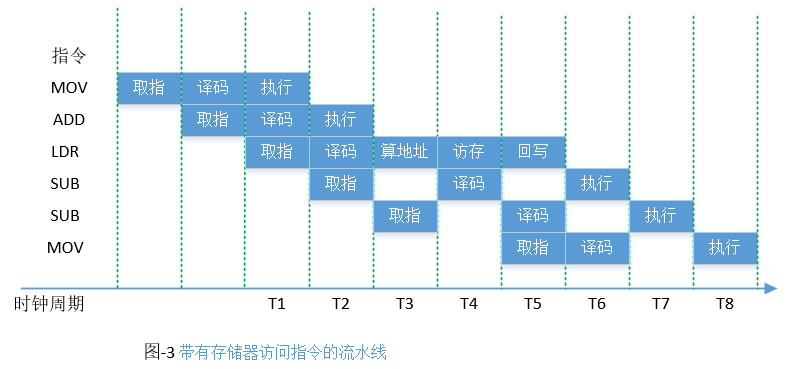 指令
MOV 取指 译码 执行
ADD 取指 译码 执行
LDR 取指 译码 算地址 访存 回写
SUB 取指 译码 执行
SUB 取指 译码 执行
MOV 取指 译码 执行
时钟周期 T1 T2 T3 T4 T5 T6 T7 T8
图-3 带有存储器访问指令的流水线